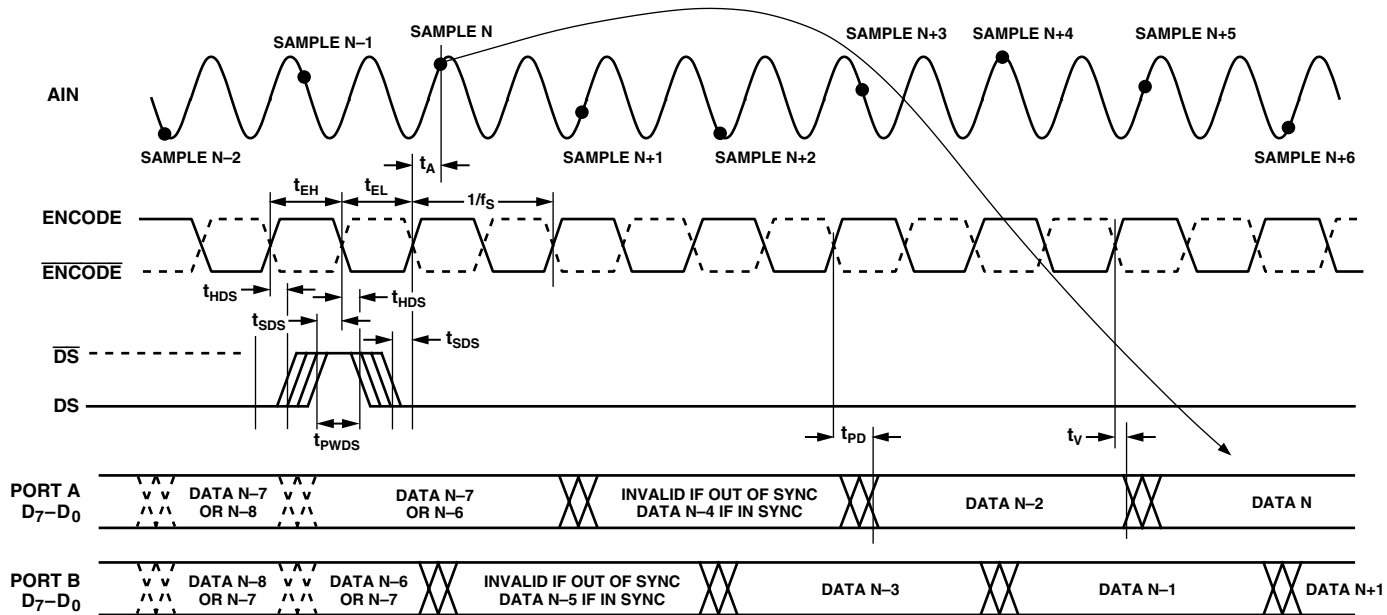 SAMPLE N
SAMPLE N–1
SAMPLE N+3
SAMPLE N+4
SAMPLE N+5
AIN
SAMPLE N–2
SAMPLE N+1
SAMPLE N+2
SAMPLE N+6
tA
tEH
tEL
1/fS
ENCODE
ENCODE
tHDS
tHDS
tSDS
tSDS
DS
DS
tPWDS
tPD
tV
PORT A
D7–D0
DATA N–7
OR N–8
DATA N–7
OR N–6
INVALID IF OUT OF SYNC
DATA N–4 IF IN SYNC
DATA N–2
DATA N
PORT B
D7–D0
DATA N–8
OR N–7
DATA N–6
OR N–7
INVALID IF OUT OF SYNC
DATA N–5 IF IN SYNC
DATA N–3
DATA N–1
DATA N+1